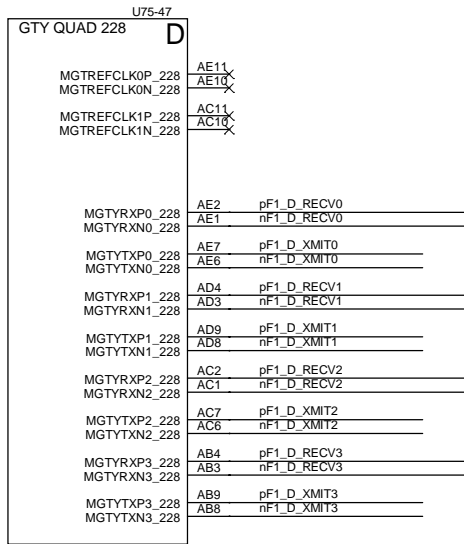 U75-47
GTY QUAD 228 D
MGTREFCLK0P_228 AE11
MGTREFCLK0N_228 AE10
MGTREFCLK1P_228 AC11
MGTREFCLK1N_228 AC10
MGTYRXP0_228 AE2 pF1_D_RECV0
MGTYRXN0_228 AE1 nF1_D_RECV0
MGTYTXP0_228 AE7 pF1_D_XMIT0
MGTYTXN0_228 AE6 nF1_D_XMIT0
MGTYRXP1_228 AD4 pF1_D_RECV1
MGTYRXN1_228 AD3 nF1_D_RECV1
MGTYTXP1_228 AD9 pF1_D_XMIT1
MGTYTXN1_228 AD8 nF1_D_XMIT1
MGTYRXP2_228 AC2 pF1_D_RECV2
MGTYRXN2_228 AC1 nF1_D_RECV2
MGTYTXP2_228 AC7 pF1_D_XMIT2
MGTYTXN2_228 AC6 nF1_D_XMIT2
MGTYRXP3_228 AB4 pF1_D_RECV3
MGTYRXN3_228 AB3 nF1_D_RECV3
MGTYTXP3_228 AB9 pF1_D_XMIT3
MGTYTXN3_228 AB8 nF1_D_XMIT3